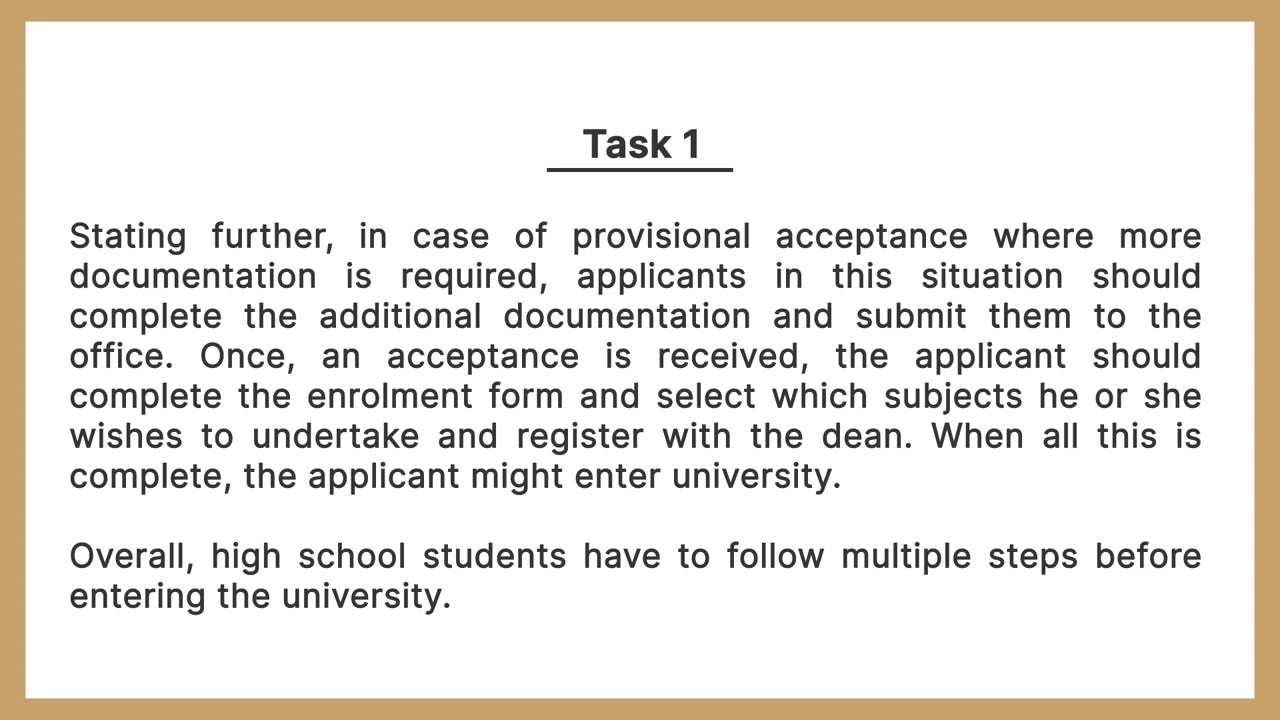 Task 1
Stating further, in case of provisional acceptance where more
documentation is required, applicants in this situation should
complete the additional documentation and submit them to the
office. Once, an acceptance is received, the applicant should
complete the enrolment form and select which subjects he or she
wishes to undertake and register with the dean. When all this is
complete, the applicant might enter university.
Overall, high school students have to follow multiple steps before
entering the university.